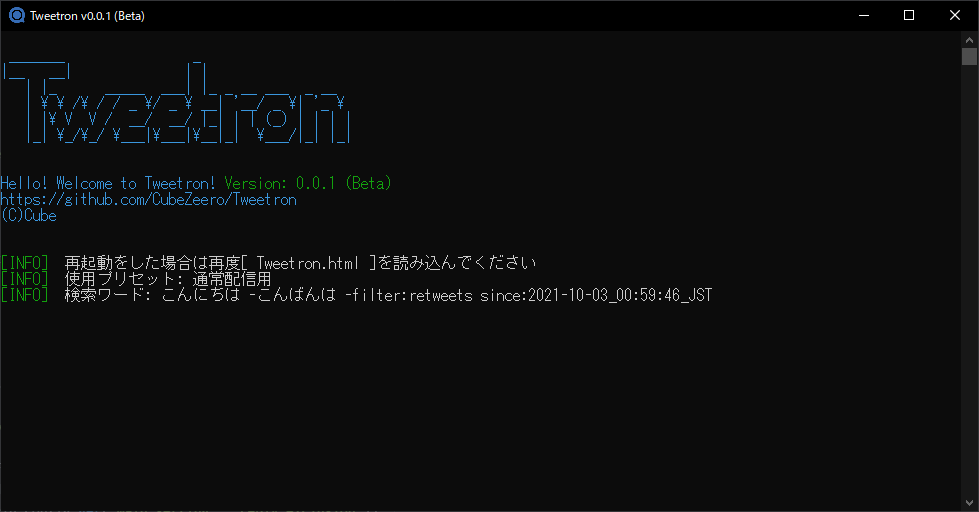 Tweetron v0.0.1 (Beta)
Tweetron
Hello! Welcome to Tweetron! Version: 0.0.1 (Beta)
https://github.com/CubeZeero/Tweetron
(C)Cube
[INFO] 再起動をした場合は再度[ Tweetron.html ]を読み込んでください
[INFO] 使用プリセット: 通常配信用
[INFO] 検索ワード: こんにちは -こんばんは -filter:retweets since:2021-10-03_00:59:46_JST